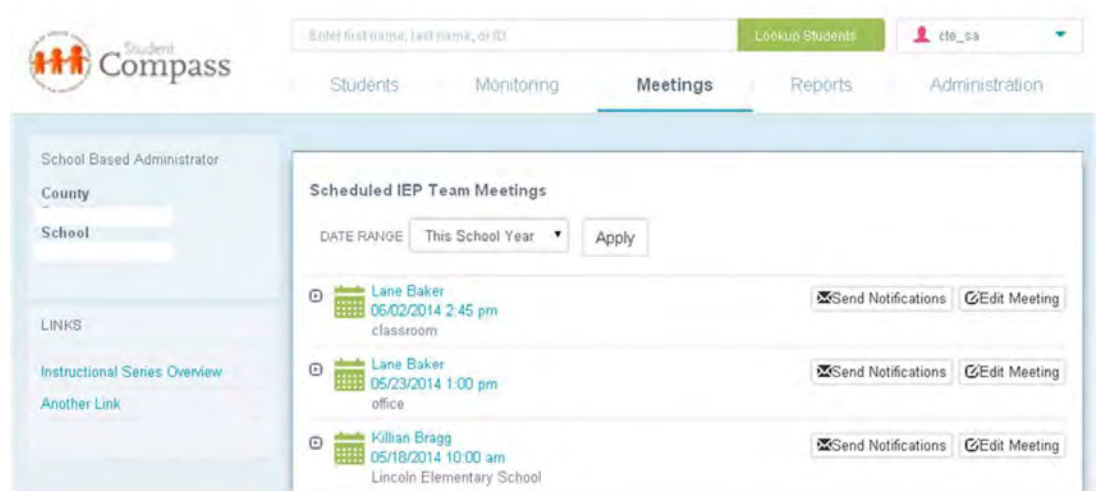 Student
Compass
Enter first name, last name, or ID
Lookup Students
cte_sa
Students
Monitoring
Meetings
Reports
Administration
School Based Administrator
County
School
LINKS
Instructional Series Overview
Another Link
Scheduled IEP Team Meetings
DATE RANGE This School Year Apply
Lane Baker
06/02/2014 2:45 pm
classroom
Send Notifications Edit Meeting
Lane Baker
05/23/2014 1:00 pm
office
Send Notifications Edit Meeting
Killian Bragg
05/18/2014 10:00 am
Lincoln Elementary School
Send Notifications Edit Meeting